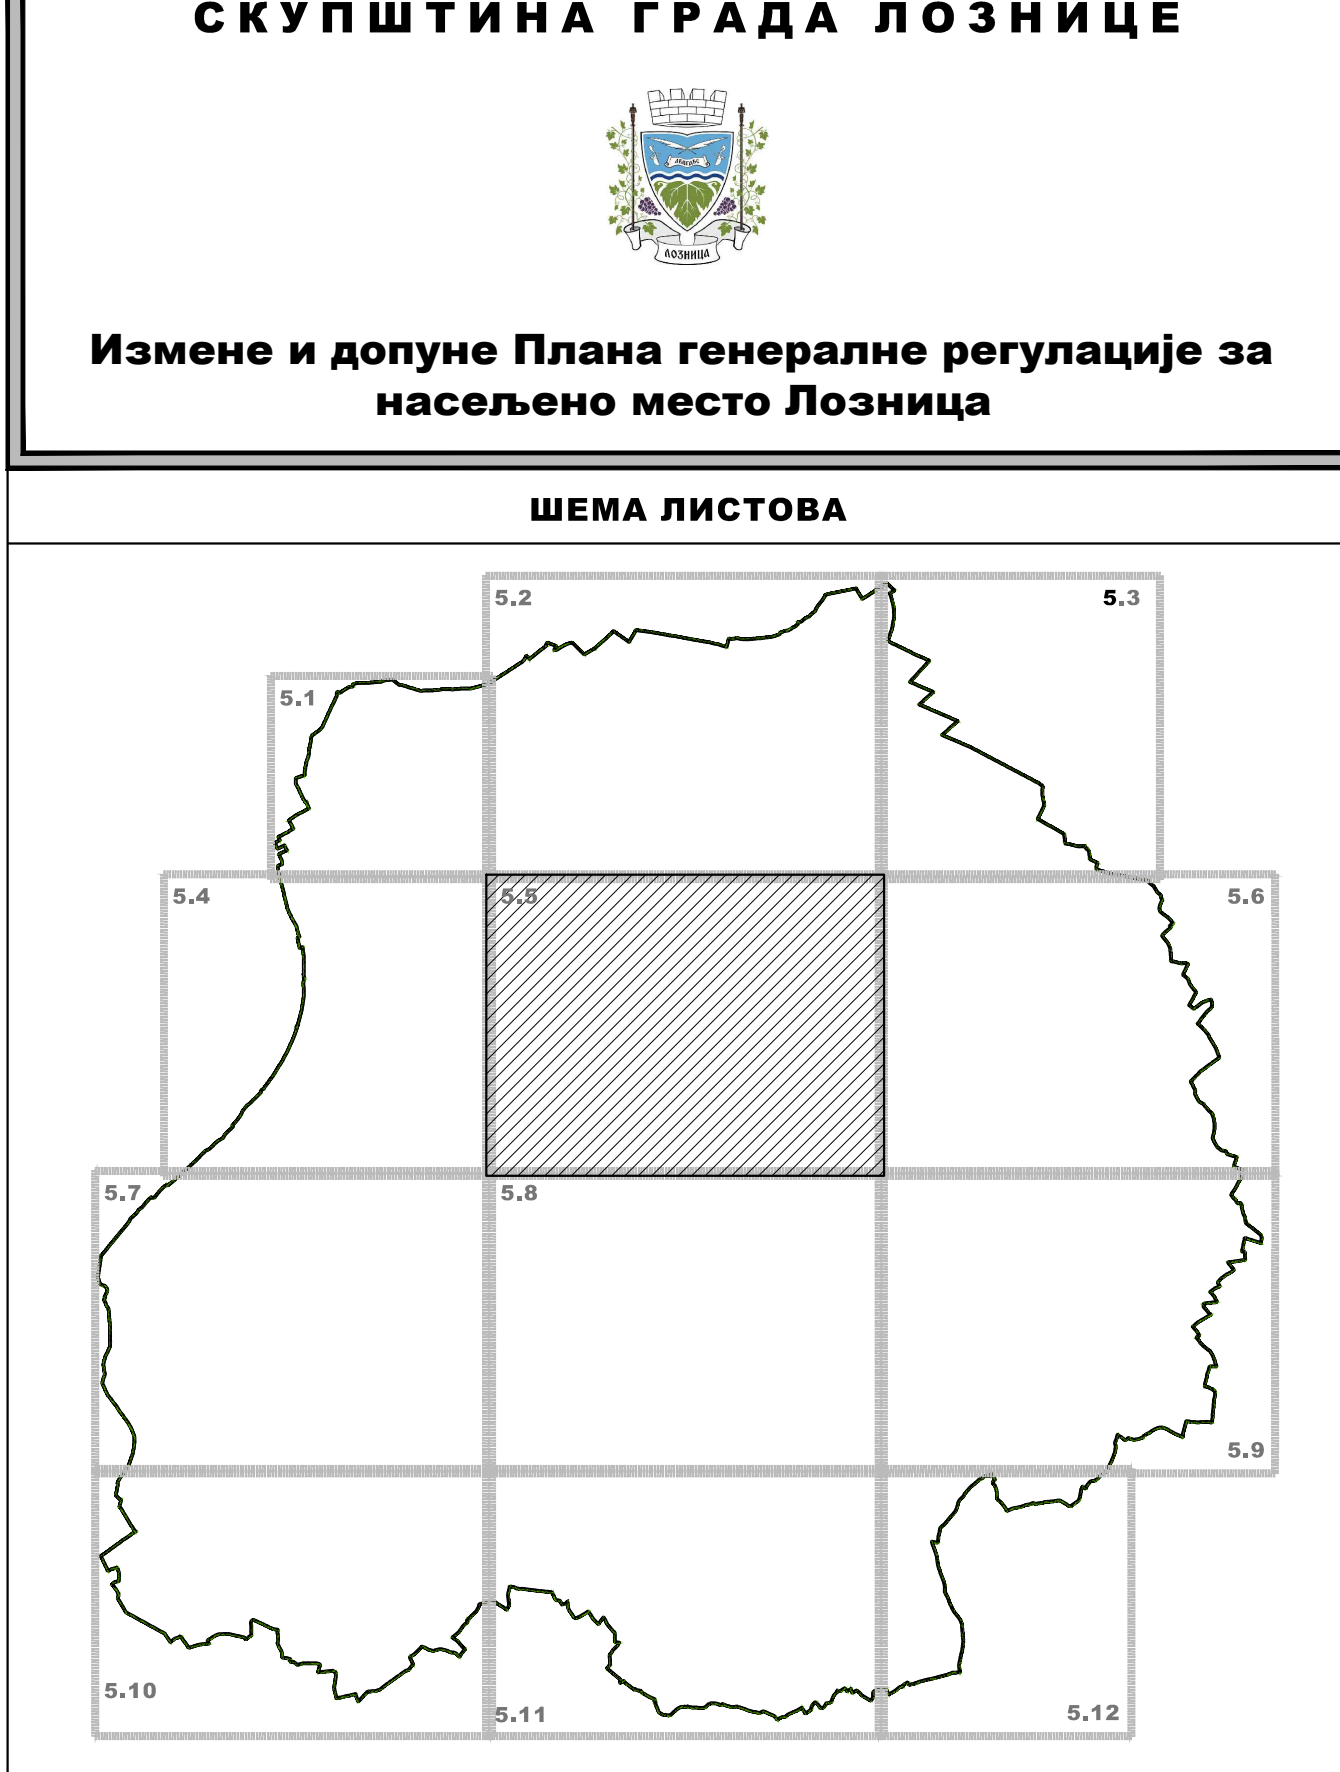 СКУПШТИНА ГРАДА ЛОЗНИЦЕ
ЛОЗНИЦА
Измене и допуне Плана генералне регулације за
насељено место Лозница
ШЕМА ЛИСТОВА
5.2
5.3
5.1
5.4
5.5
5.6
5.7
5.8
5.9
5.10
5.11
5.12